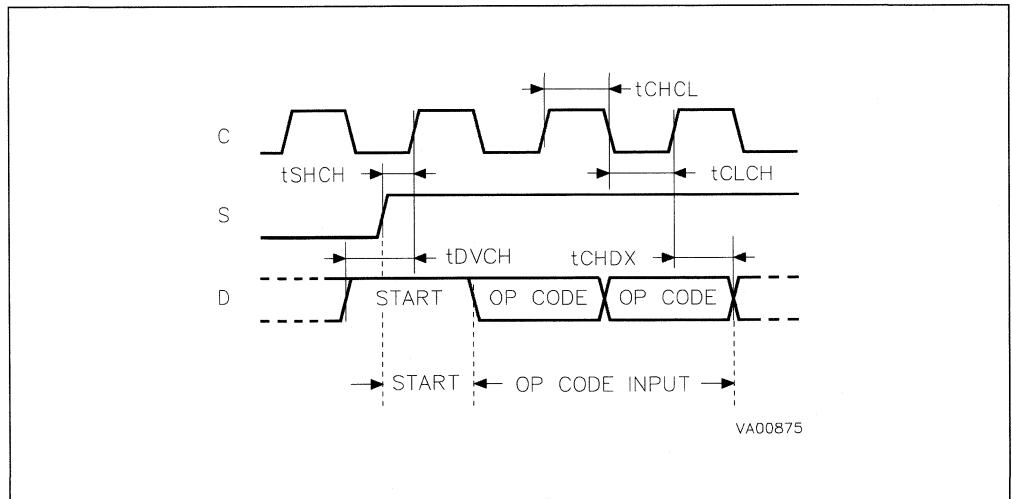 tCHCL
C
tSHCH
tCLCH
S
tDVCH
tCHDX
D
START
OP CODE
OP CODE
START
OP CODE INPUT
VA00875